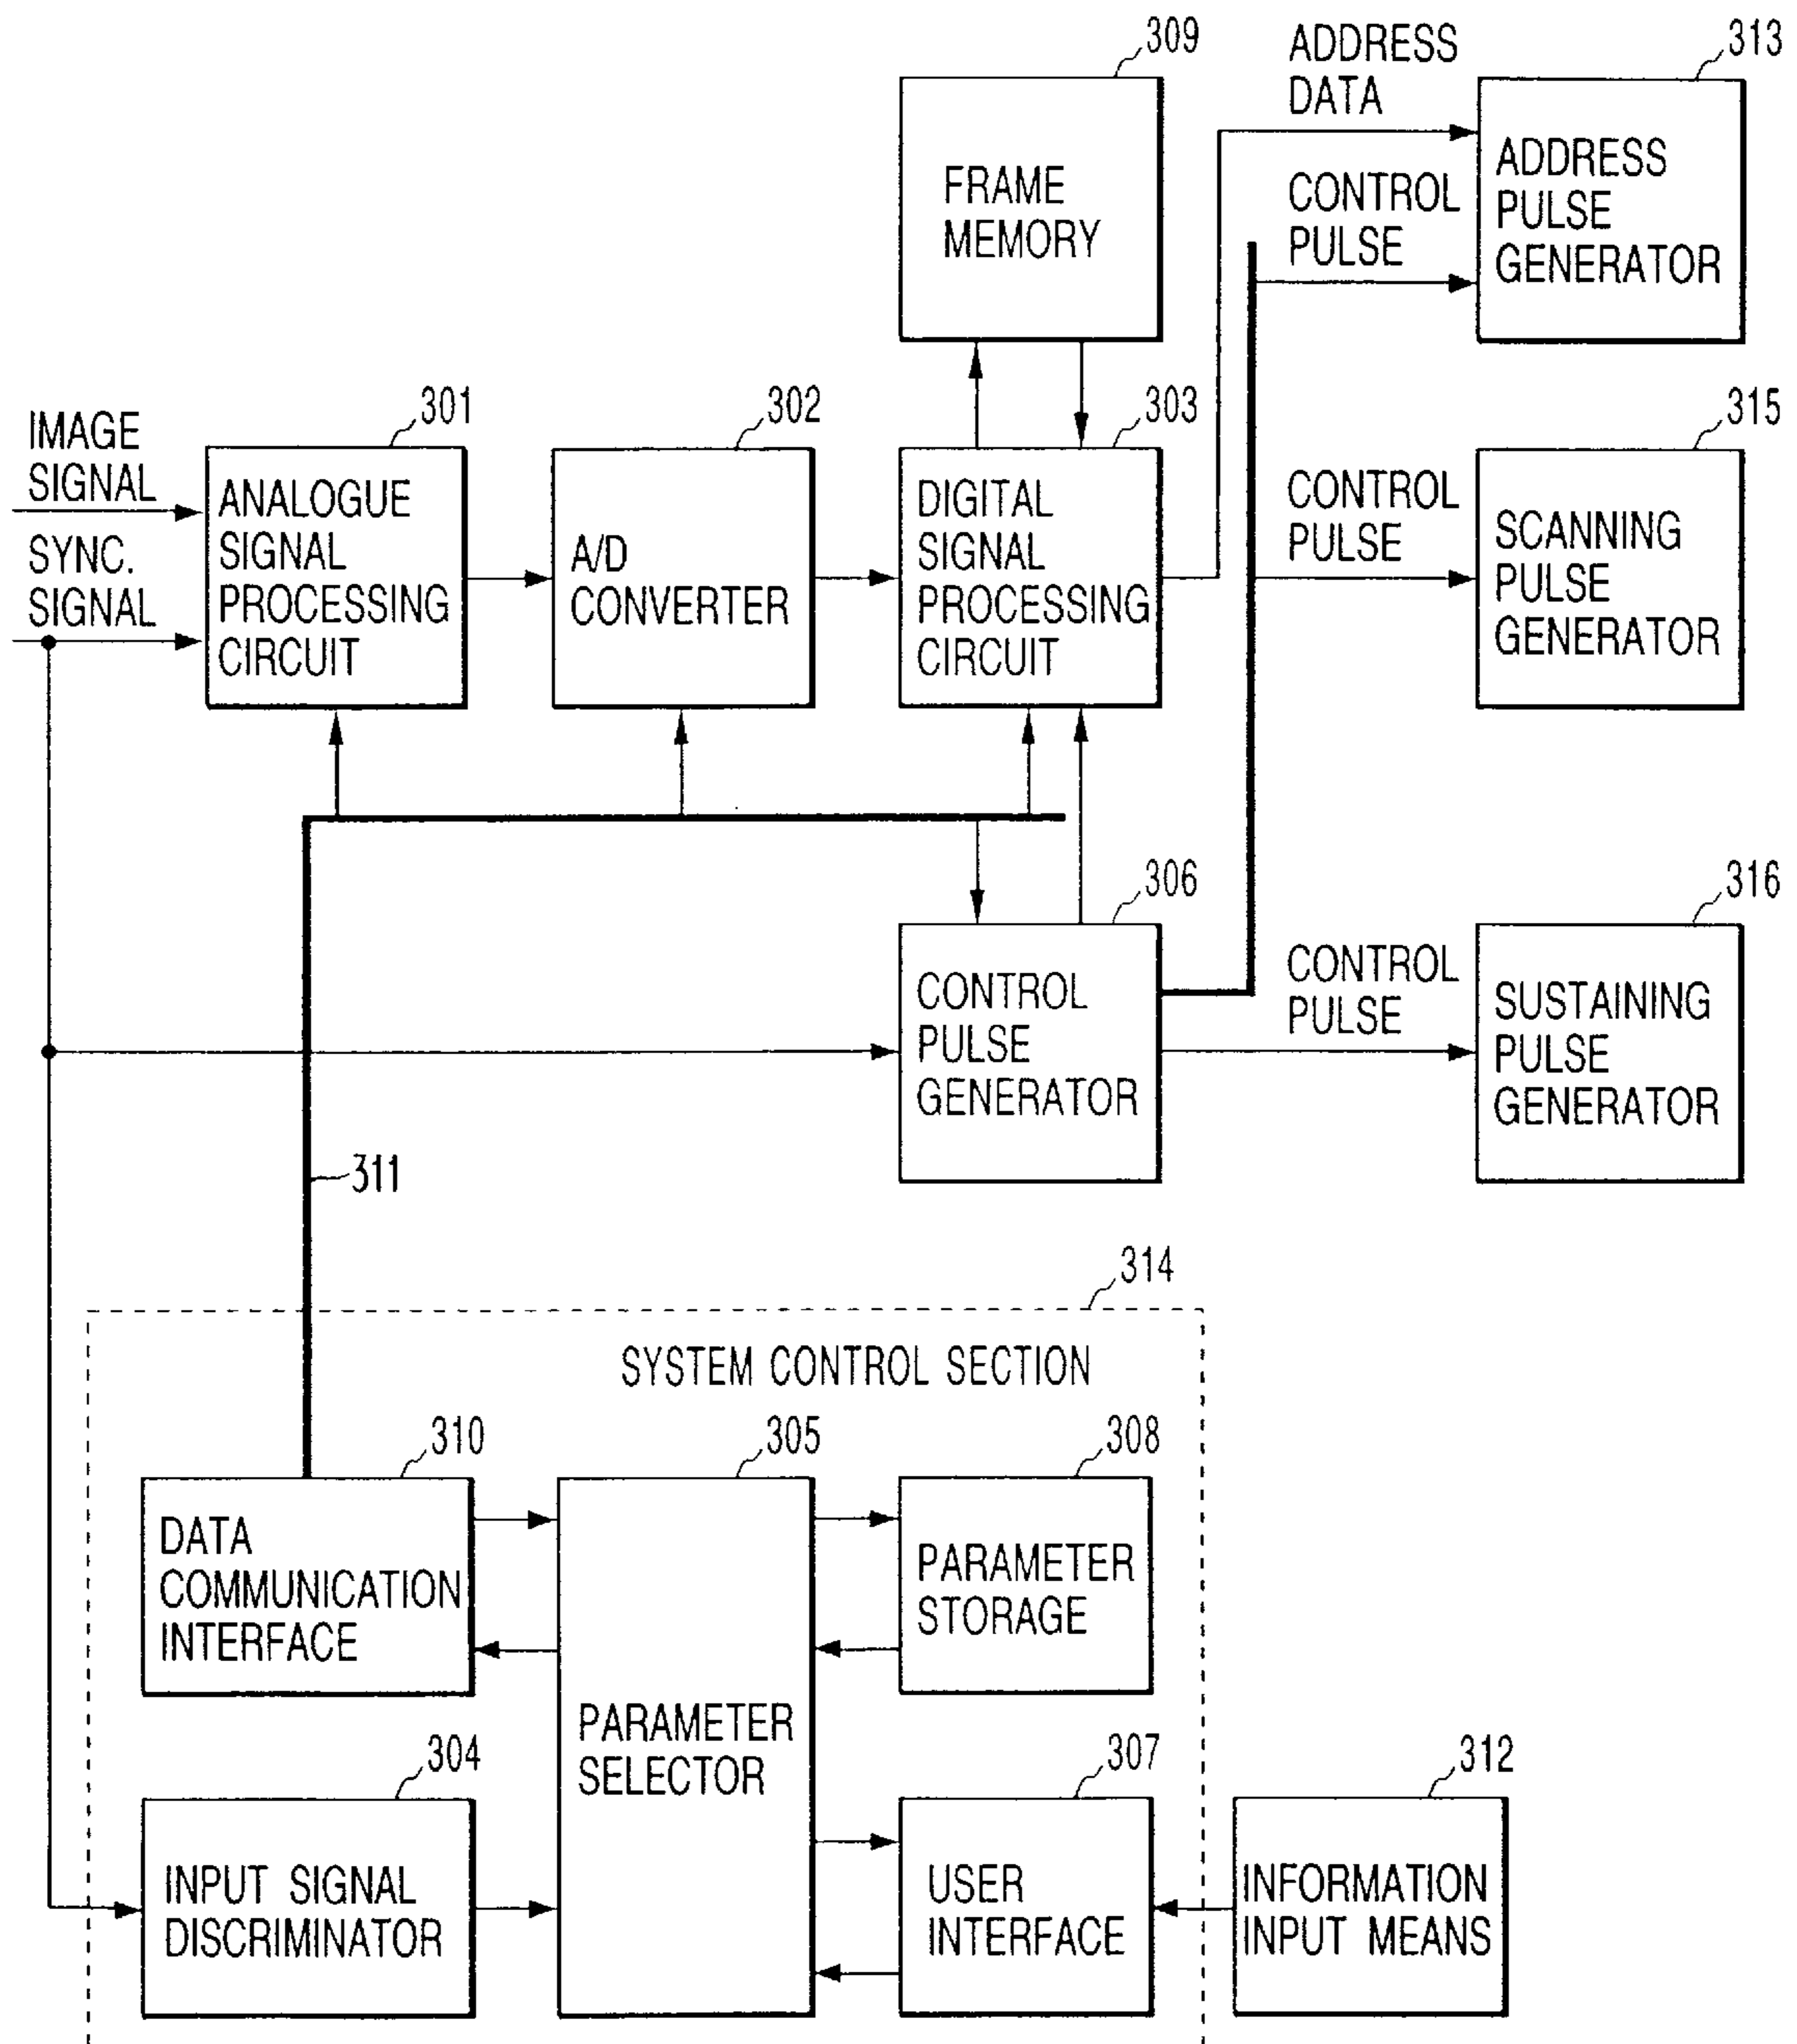 309
ADDRESS
DATA
313
FRAME
MEMORY
ADDRESS
PULSE
GENERATOR
CONTROL
PULSE
301
302
303
315
IMAGE
SIGNAL
SYNC.
SIGNAL
ANALOGUE
SIGNAL
PROCESSING
CIRCUIT
A/D
CONVERTER
DIGITAL
SIGNAL
PROCESSING
CIRCUIT
CONTROL
PULSE
SCANNING
PULSE
GENERATOR
306
316
CONTROL
PULSE
GENERATOR
CONTROL
PULSE
SUSTAINING
PULSE
GENERATOR
311
314
SYSTEM CONTROL SECTION
310
305
308
DATA
COMMUNICATION
INTERFACE
PARAMETER
SELECTOR
PARAMETER
STORAGE
304
307
312
INPUT SIGNAL
DISCRIMINATOR
USER
INTERFACE
INFORMATION
INPUT MEANS